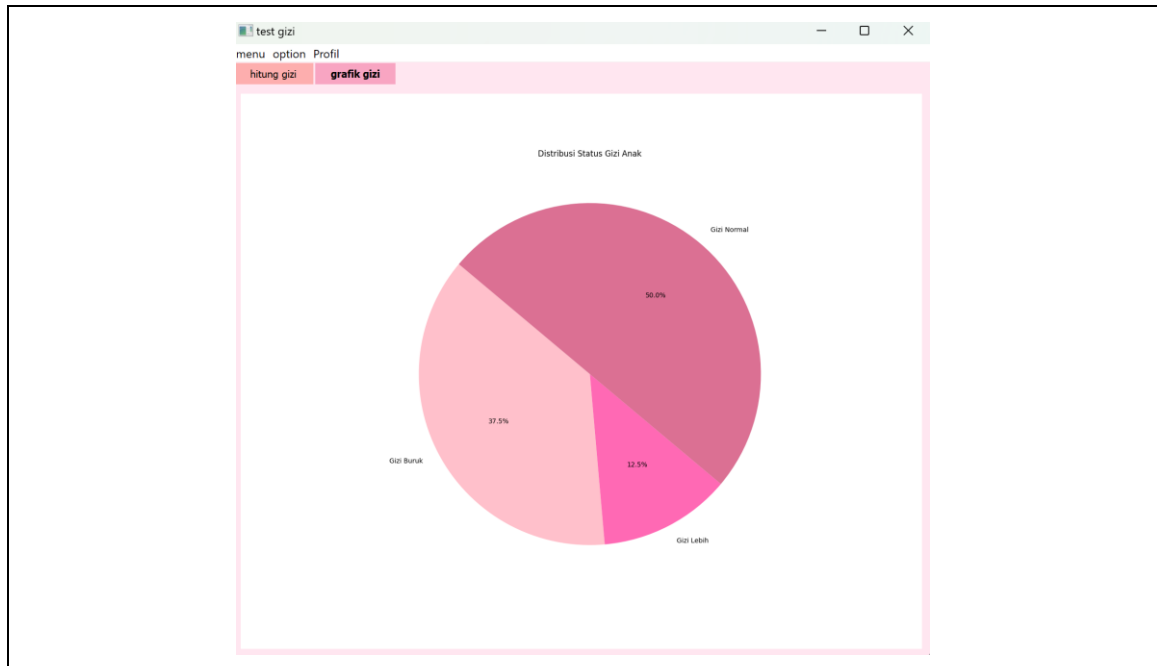 test gizi
menu option Profil
hitung gizi grafik gizi
Distribusi Status Gizi Anak
Gizi Normal
50.0%
37.5%
Gizi Buruk
12.5%
Gizi Lebih